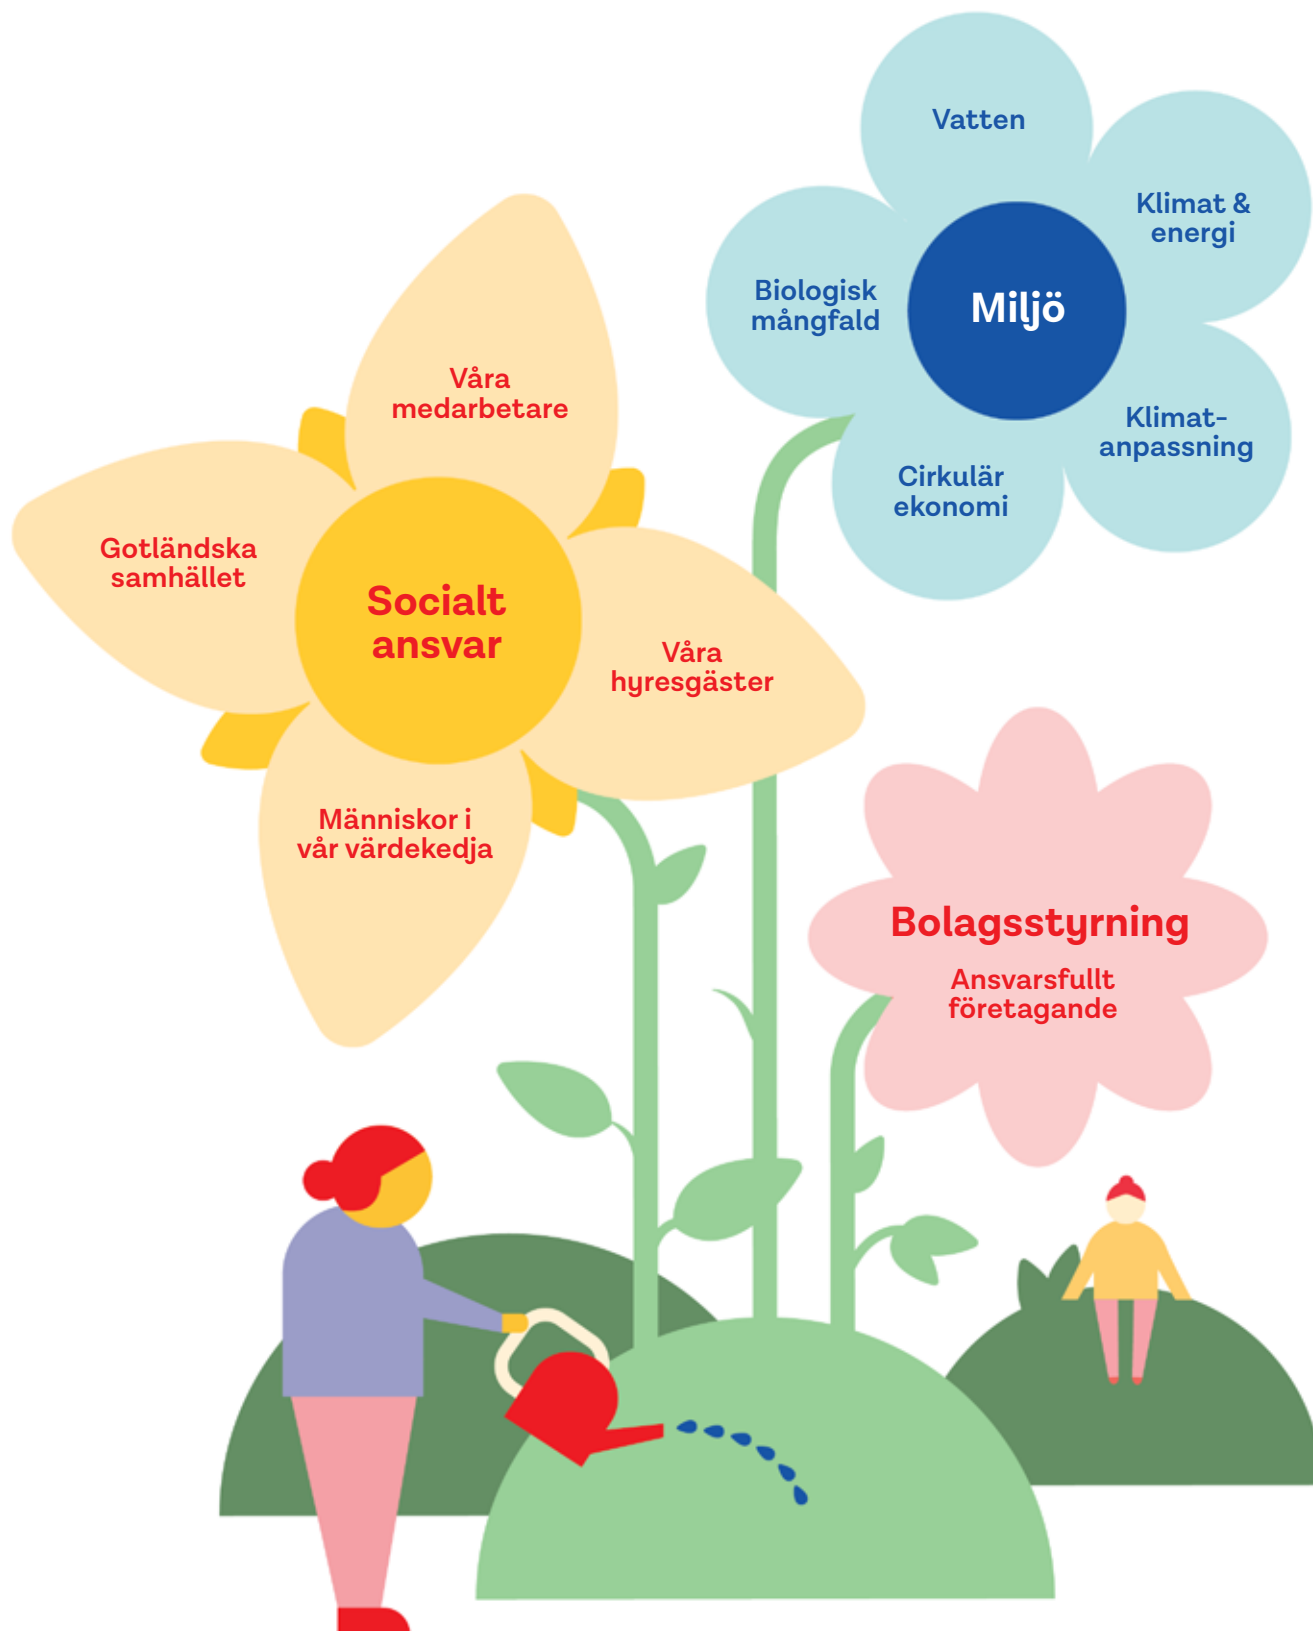 Vatten
Klimat &
energi
Biologisk
mångfald
Miljö
Klimat-
anpassning
Cirkulär
ekonomi
Våra
medarbetare
Gotländska
samhället
Socialt
ansvar
Våra
hyresgäster
Människor i
vår värdekedja
Bolagsstyrning
Ansvarsfullt
företagande